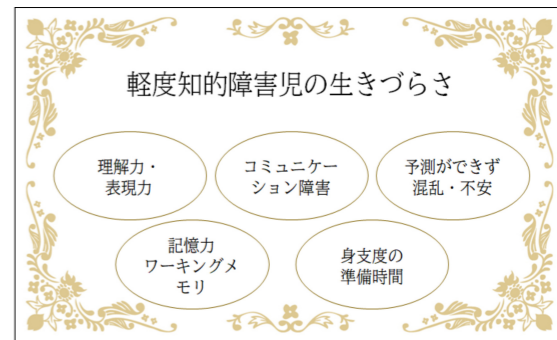 軽度知的障害児の生きづらさ
理解力・
表現力
コミュニケー
ション障害
予測ができず
混乱・不安
記憶力
ワーキングメ
モリ
身支度の
準備時間